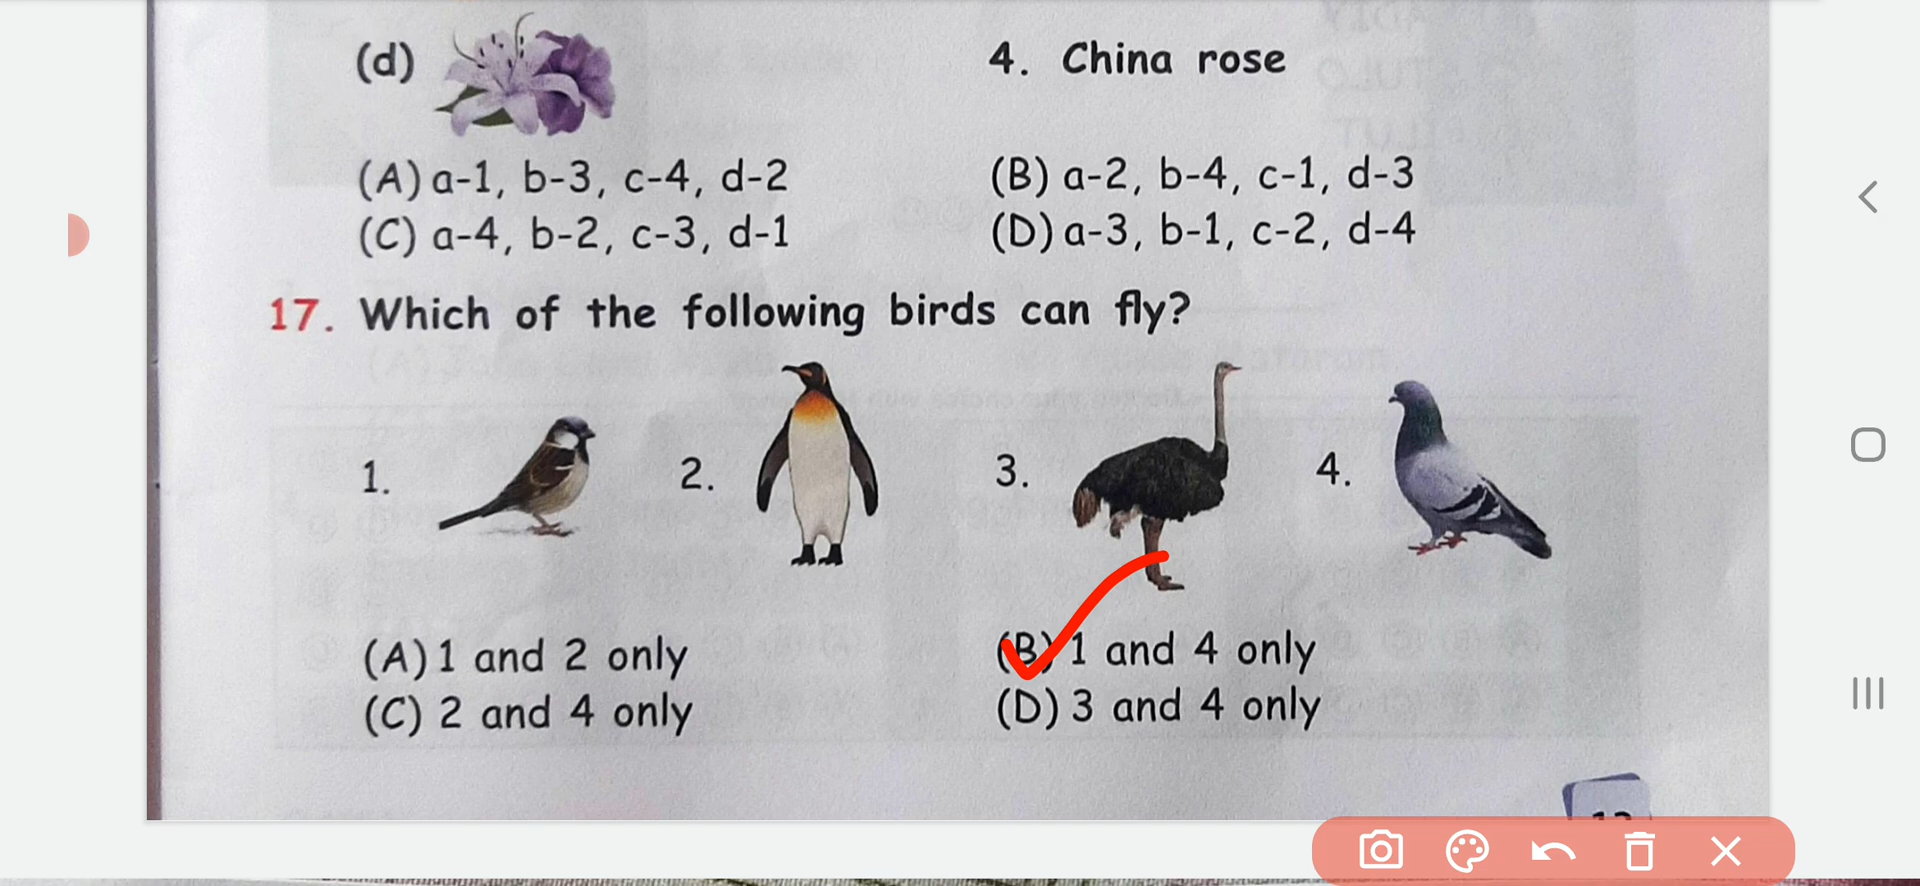 (d)
4. China rose
(A) a-1, b-3, c-4, d-2
(B) a-2, b-4, c-1, d-3
(C) a-4, b-2, c-3, d-1
(D) a-3, b-1, c-2, d-4
17. Which of the following birds can fly?
1.
2.
3.
4.
(A) 1 and 2 only
(B) 1 and 4 only
(C) 2 and 4 only
(D) 3 and 4 only